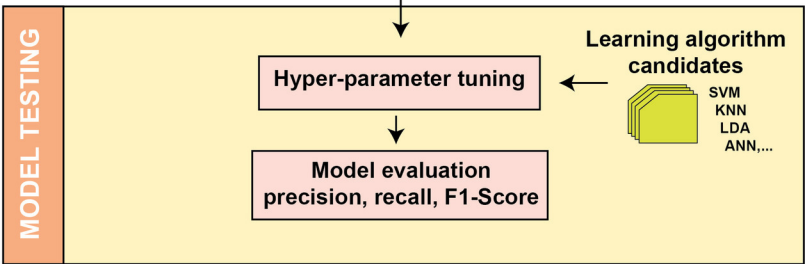 MODEL TESTING
Hyper-parameter tuning
Learning algorithm
candidates
SVM
KNN
LDA
ANN,...
Model evaluation
precision, recall, F1-Score